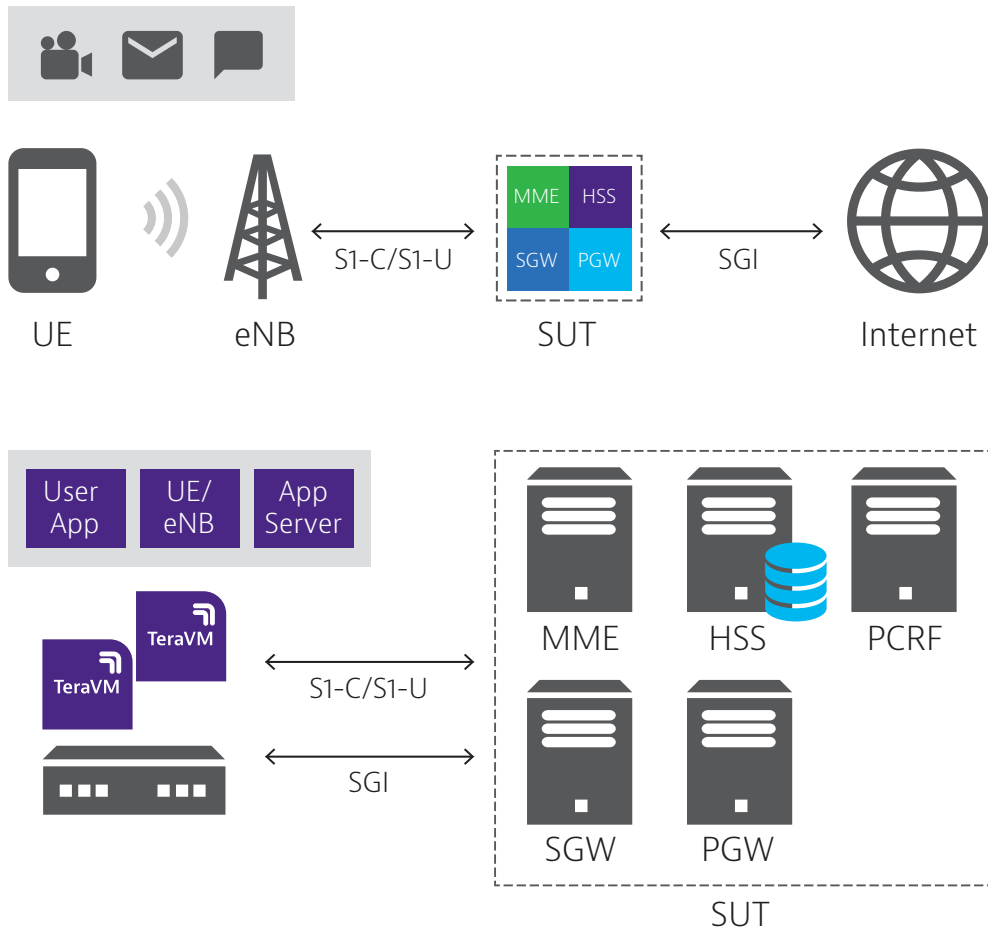 MME HSS
SGW PGW
S1-C/S1-U
SGI
UE
eNB
SUT
Internet
User
App
UE/
eNB
App
Server
TeraVM
TeraVM
S1-C/S1-U
SGI
MME
HSS
PCRF
SGW
PGW
SUT